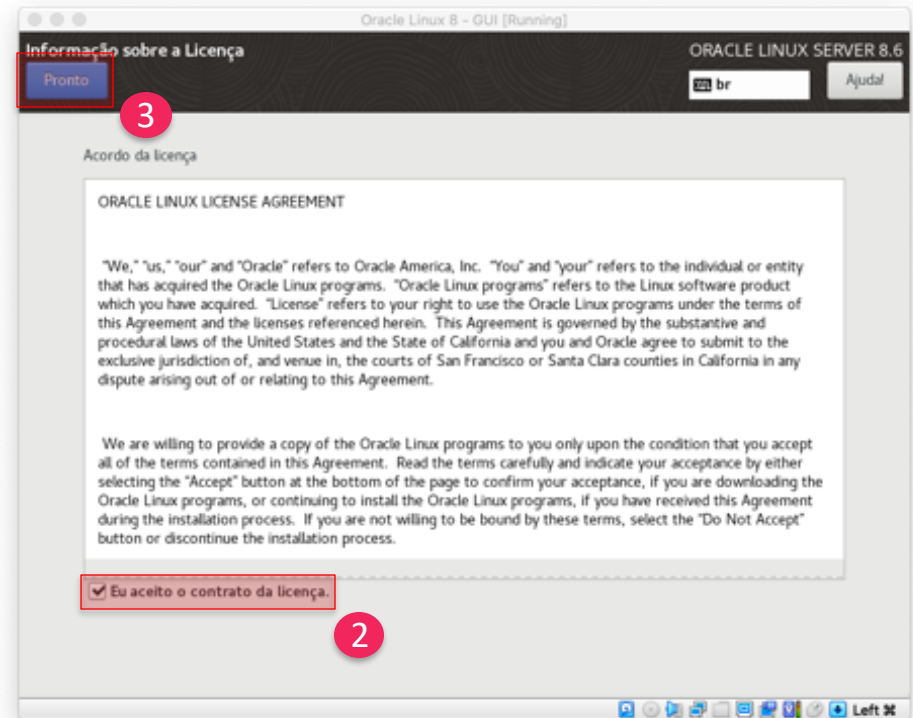 Oracle Linux 8 - GUI [Running]
Informação sobre a Licença
ORACLE LINUX SERVER 8.6
Pronto
br
Ajuda!
3
Acordo da licença
ORACLE LINUX LICENSE AGREEMENT
"We," "us," "our" and "Oracle" refers to Oracle America, Inc.  "You" and "your" refers to the individual or entity
that has acquired the Oracle Linux programs.  "Oracle Linux programs" refers to the Linux software product
which you have acquired.  "License" refers to your right to use the Oracle Linux programs under the terms of
this Agreement and the licenses referenced herein.  This Agreement is governed by the substantive and
procedural laws of the United States and the State of California and you and Oracle agree to submit to the
exclusive jurisdiction of, and venue in, the courts of San Francisco or Santa Clara counties in California in any
dispute arising out of or relating to this Agreement.
We are willing to provide a copy of the Oracle Linux programs to you only upon the condition that you accept
all of the terms contained in this Agreement.  Read the terms carefully and indicate your acceptance by either
selecting the "Accept" button at the bottom of the page to confirm your acceptance, if you are downloading the
Oracle Linux programs, or continuing to install the Oracle Linux programs, if you have received this Agreement
during the installation process.  If you are not willing to be bound by these terms, select the "Do Not Accept"
button or discontinue the installation process.
Eu aceito o contrato da licença.
2
Left ⌘